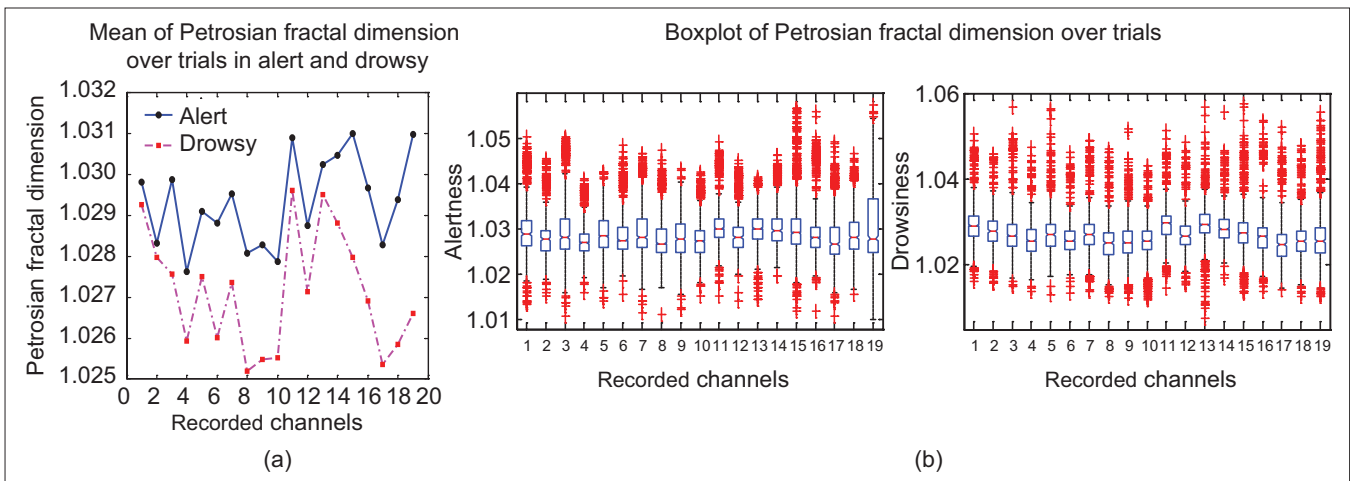 Mean of Petrosian fractal dimension
over trials in alert and drowsy
Petrosian fractal dimension
1.032
1.031
1.030
1.029
1.028
1.027
1.026
1.025
Alert
Drowsy
0 2 4 6 8 10 12 14 16 18 20
Recorded channels
(a)
Boxplot of Petrosian fractal dimension over trials
Alertness
1.05
1.04
1.03
1.02
1.01
1 2 3 4 5 6 7 8 9 10 11 12 13 14 15 16 17 18 19
Recorded channels
Drowsiness
1.06
1.04
1.02
1 2 3 4 5 6 7 8 9 10 11 12 13 14 15 16 17 18 19
Recorded channels
(b)